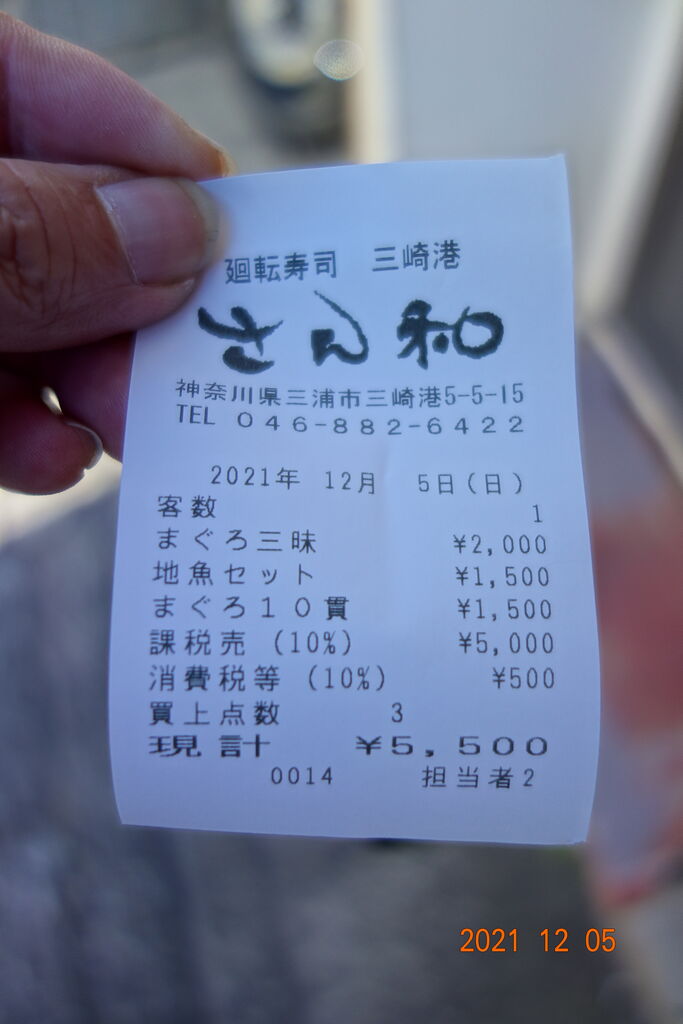 廻転寿司 三崎港
さん和
神奈川県三浦市三崎港5-5-15
TEL 046-882-6422
2021年 12月 5日(日)
客数 1
まぐろ三昧 ¥2,000
地魚セット ¥1,500
まぐろ10貫 ¥1,500
課税売 (10%) ¥5,000
消費税等 (10%) ¥500
買上点数 3
現計 ¥5,500
0014 担当者2
2021 12 05